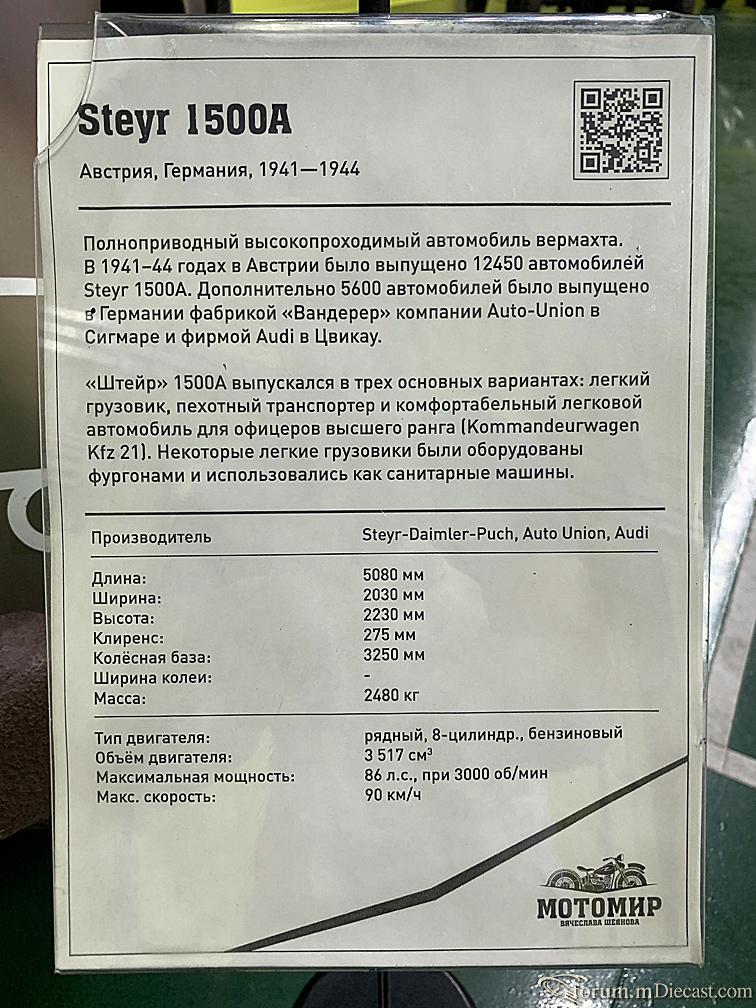 Steyr 1500A
Австрия, Германия, 1941—1944
Полноприводный высокопроходимый автомобиль вермахта.
В 1941–44 годах в Австрии было выпущено 12450 автомобилей
Steyr 1500A. Дополнительно 5600 автомобилей было выпущено
в Германии фабрикой «Вандерер» компании Auto-Union в
Сигмаре и фирмой Audi в Цвикау.
«Штейр» 1500А выпускался в трех основных вариантах: легкий
грузовик, пехотный транспортер и комфортабельный легковой
автомобиль для офицеров высшего ранга (Kommandeurwagen
Kfz 21). Некоторые легкие грузовики были оборудованы
фургонами и использовались как санитарные машины.
Производитель Steyr-Daimler-Puch, Auto Union, Audi
Длина: 5080 мм
Ширина: 2030 мм
Высота: 2230 мм
Клиренс: 275 мм
Колёсная база: 3250 мм
Ширина колеи: -
Масса: 2480 кг
Тип двигателя: рядный, 8-цилиндр., бензиновый
Объём двигателя: 3 517 см³
Максимальная мощность: 86 л.с., при 3000 об/мин
Макс. скорость: 90 км/ч
МОТОМИР
ВЯЧЕСЛАВА ШЕЯНОВА
forum.mDiecast.com